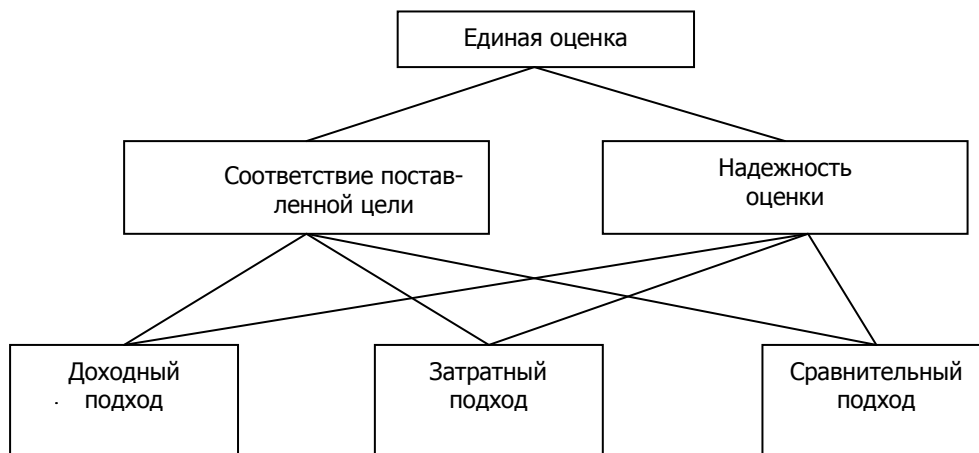 Единая оценка
Соответствие постав-
ленной цели
Надежность
оценки
Доходный
подход
Затратный
подход
Сравнительный
подход